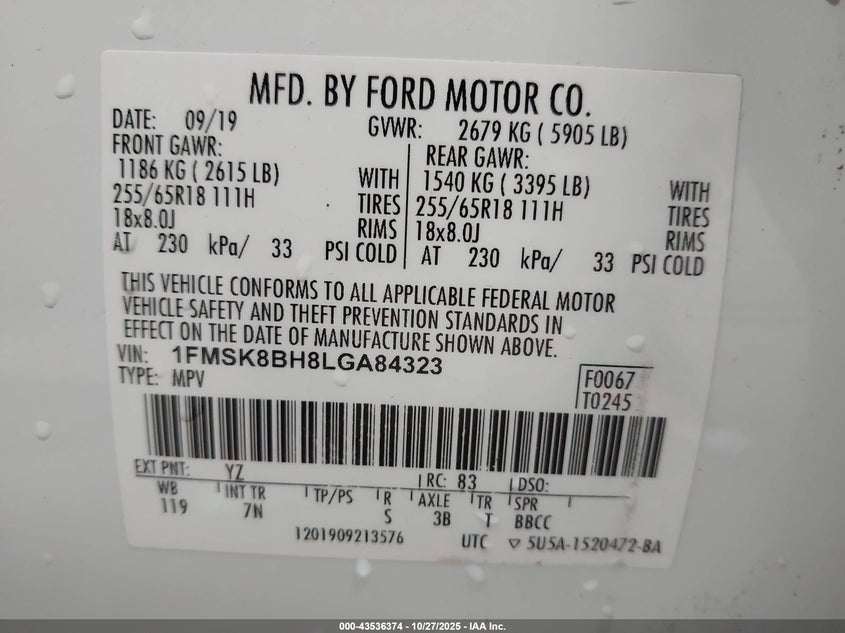 MFD. BY FORD MOTOR CO.
DATE: 09/19 GVWR: 2679 KG ( 5905 LB)
FRONT GAWR: REAR GAWR:
1186 KG ( 2615 LB) WITH 1540 KG ( 3395 LB) WITH
255/65R18 111H TIRES 255/65R18 111H TIRES
18x8.0J RIMS 18x8.0J RIMS
AT 230 kPa/ 33 PSI COLD AT 230 kPa/ 33 PSI COLD
THIS VEHICLE CONFORMS TO ALL APPLICABLE FEDERAL MOTOR
VEHICLE SAFETY AND THEFT PREVENTION STANDARDS IN
EFFECT ON THE DATE OF MANUFACTURE SHOWN ABOVE.
VIN: 1FMSK8BH8LGA84323
TYPE: MPV F0067
T0245
EXT PNT: YZ RC: 83 DSO:
WB INT TR TP/PS R AXLE TR SPR
119 7N S 3B T BBCC
1201909213576 UTC ▽ 5U5A-1520472-BA
000-43536374 | 10/27/2025 - IAA Inc.